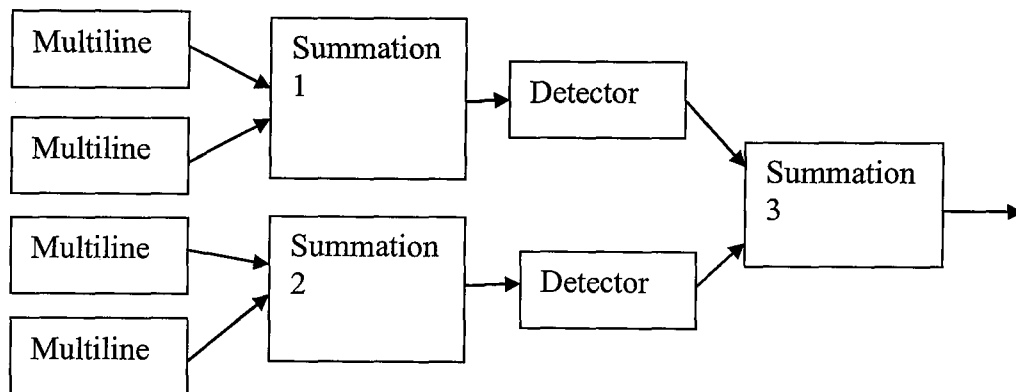 Multiline
Multiline
Multiline
Multiline
Summation
1
Summation
2
Detector
Detector
Summation
3